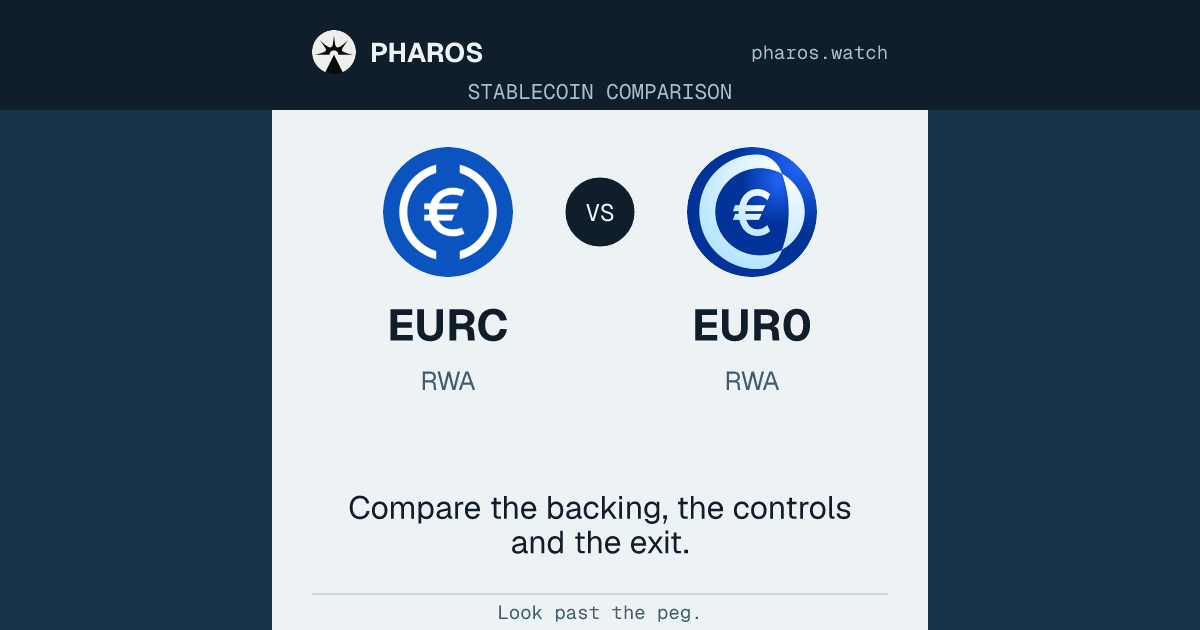 PHAROS
pharos.watch
STABLECOIN COMPARISON
€
VS
€
EURC
EUR0
RWA
RWA
Compare the backing, the controls
and the exit.
Look past the peg.